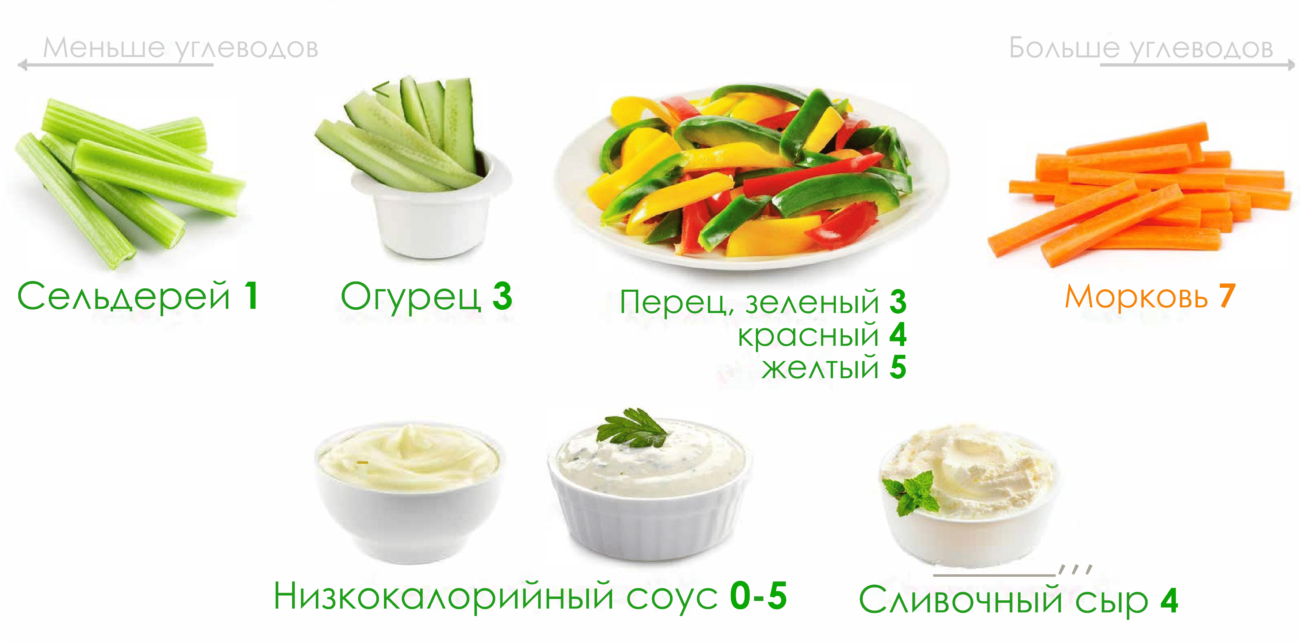 Меньше углеводов
Больше углеводов
Сельдерей 1
Огурец 3
Перец, зеленый 3
красный 4
желтый 5
Морковь 7
Низкокалорийный соус 0-5
Сливочный сыр 4